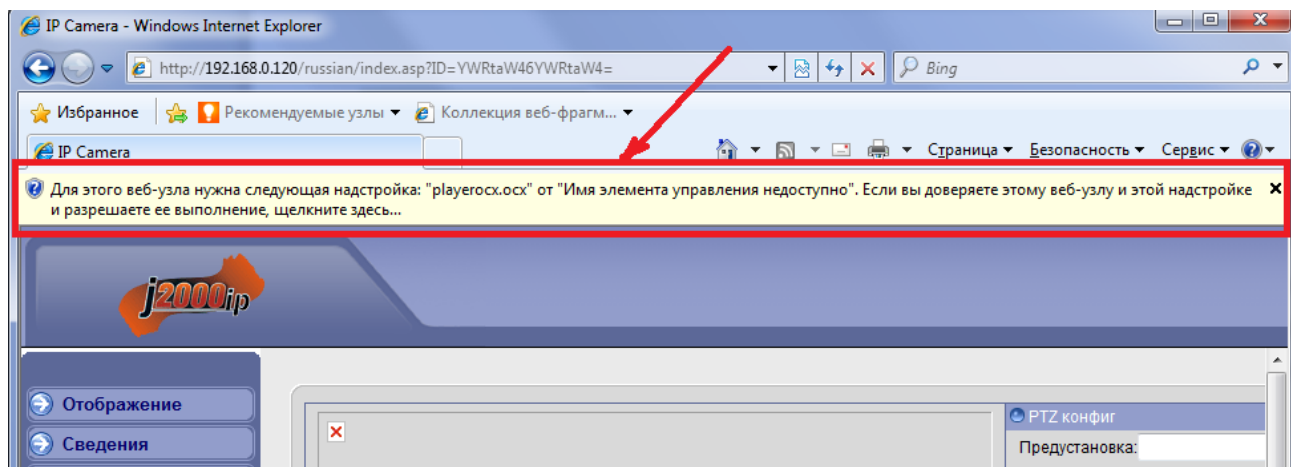 IP Camera - Windows Internet Explorer
http://192.168.0.120/russian/index.asp?ID=YWRtaW46YWRtaW4=
Bing
Избранное
Рекомендуемые узлы
Коллекция веб-фрагм...
IP Camera
Страница
Безопасность
Сервис
Для этого веб-узла нужна следующая надстройка: "playerocx.ocx" от "Имя элемента управления недоступно". Если вы доверяете этому веб-узлу и этой надстройке
и разрешаете ее выполнение, щелкните здесь...
j2000ip
Отображение
PTZ конфиг
Сведения
Предустановка: